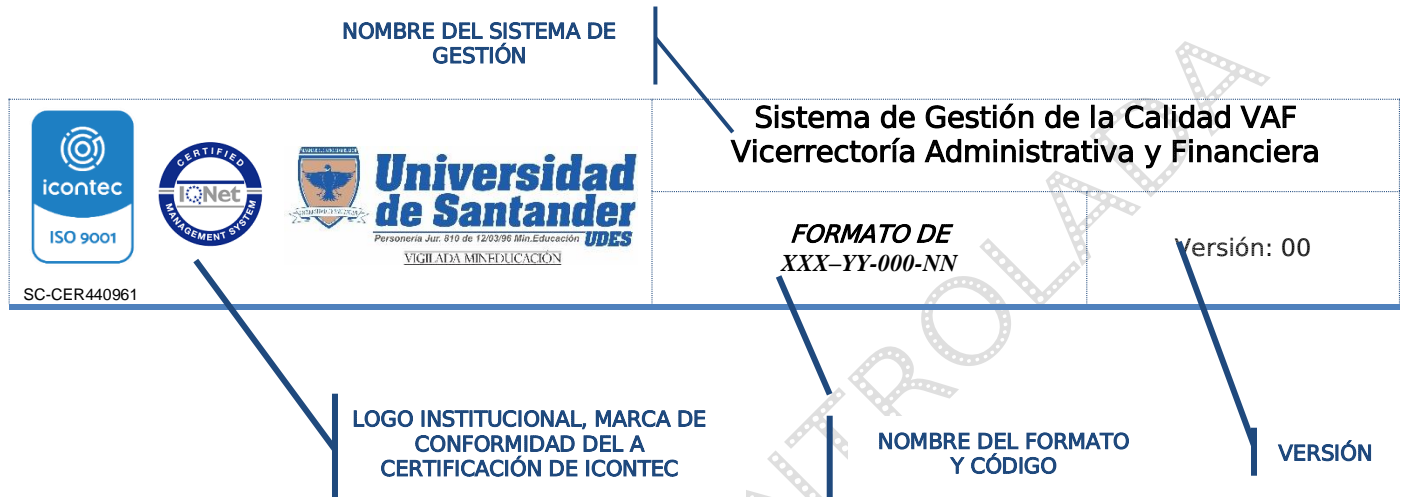 NOMBRE DEL SISTEMA DE
GESTIÓN
icontec
ISO 9001
SC-CER440961
CERTIFIED
IQNet
MANAGEMENT SYSTEM
Universidad
de Santander
Personería Jur. 810 de 12/03/96 Min.Educación UDES
VIGILADA MINEDUCACIÓN
Sistema de Gestión de la Calidad VAF
Vicerrectoría Administrativa y Financiera
FORMATO DE
XXX–YY-000-NN
Versión: 00
LOGO INSTITUCIONAL, MARCA DE
CONFORMIDAD DEL A
CERTIFICACIÓN DE ICONTEC
NOMBRE DEL FORMATO
Y CÓDIGO
VERSIÓN
NTROLADA